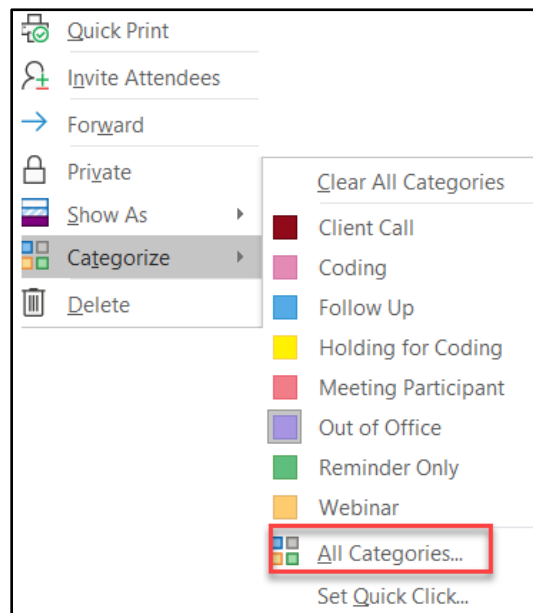 Quick Print
Invite Attendees
Forward
Private
Show As
Categorize
Delete
Clear All Categories
Client Call
Coding
Follow Up
Holding for Coding
Meeting Participant
Out of Office
Reminder Only
Webinar
All Categories...
Set Quick Click...